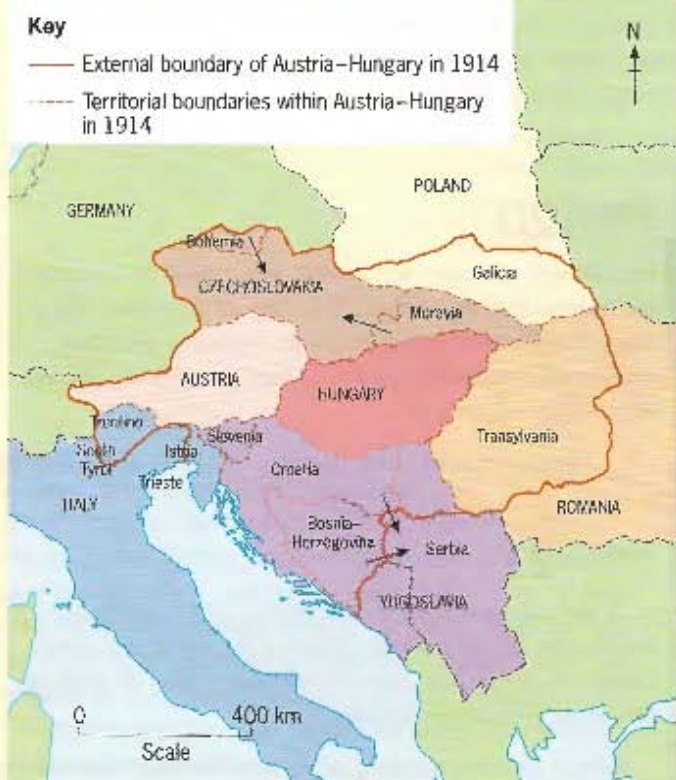 Key
External boundary of Austria–Hungary in 1914
Territorial boundaries within Austria–Hungary
in 1914
N
POLAND
GERMANY
Bohemia
Galicia
CZECHOSLOVAKIA
Moravia
AUSTRIA
HUNGARY
Trentino
Slovenia
Transylvania
South
Tyrol
Istria
Croatia
Trieste
ITALY
ROMANIA
Bosnia–
Herzegovina
Serbia
YUGOSLAVIA
0 400 km
Scale